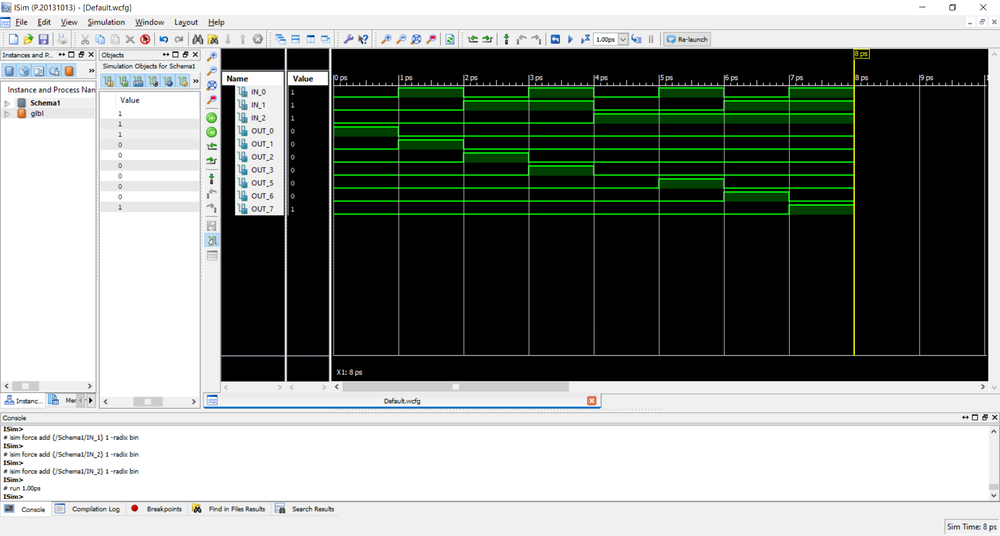 ISim (P.20131013) - [Default.wcfg]
File Edit View Simulation Window Layout Help
1.00ps Re-launch
Instances and P... Objects
Simulation Objects for Schema1
8 ps
Name Value
0 ps 1 ps 2 ps 3 ps 4 ps 5 ps 6 ps 7 ps 8 ps 9 ps
Instance and Process Nan
Schema1
glbl
Value
1
1
1
0
0
0
0
0
0
1
IN_0 1
IN_1 1
IN_2 1
OUT_0 0
OUT_1 0
OUT_2 0
OUT_3 0
OUT_5 0
OUT_6 0
OUT_7 1
X1: 8 ps
Instanc... Mer
Default.wcfg
Console
ISim>
# isim force add {/Schema1/IN_1} 1 -radix bin
ISim>
# isim force add {/Schema1/IN_2} 1 -radix bin
ISim>
# isim force add {/Schema1/IN_2} 1 -radix bin
ISim>
# run 1.00ps
ISim>
Console Compilation Log Breakpoints Find in Files Results Search Results
Sim Time: 8 ps